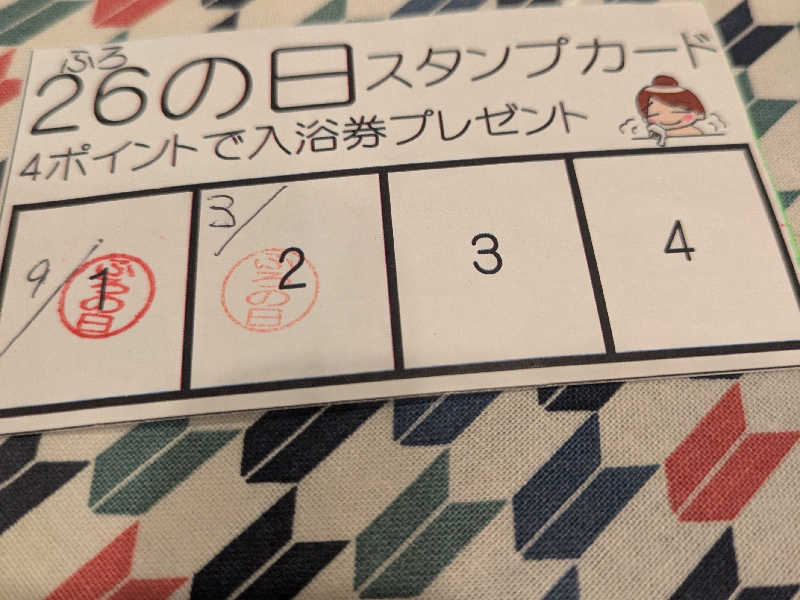 ふろ
26の日スタンプカード
4ポイントで入浴券プレゼント
9/ 1 ふろの日
3/ 2 ふろの日
3
4